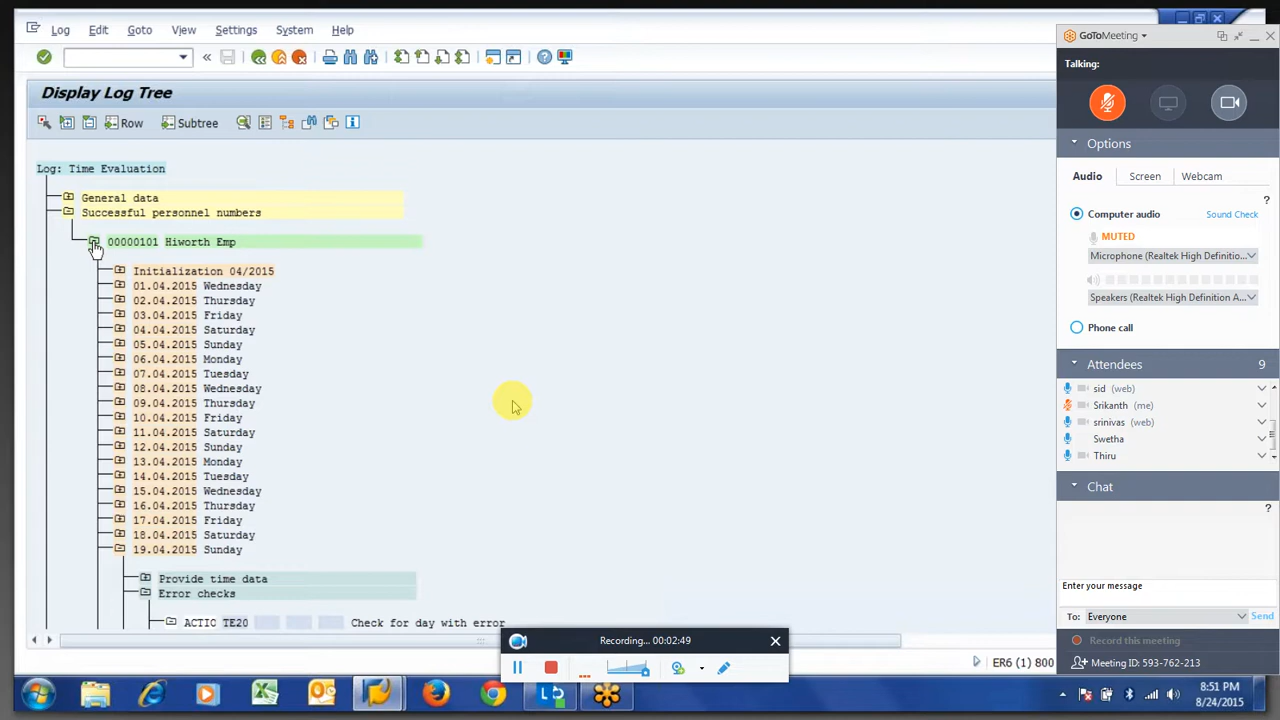 Log Edit Goto View Settings System Help
Display Log Tree
Row Subtree
Log: Time Evaluation
General data
Successful personnel numbers
00000101 Hiworth Emp
Initialization 04/2015
01.04.2015 Wednesday
02.04.2015 Thursday
03.04.2015 Friday
04.04.2015 Saturday
05.04.2015 Sunday
06.04.2015 Monday
07.04.2015 Tuesday
08.04.2015 Wednesday
09.04.2015 Thursday
10.04.2015 Friday
11.04.2015 Saturday
12.04.2015 Sunday
13.04.2015 Monday
14.04.2015 Tuesday
15.04.2015 Wednesday
16.04.2015 Thursday
17.04.2015 Friday
18.04.2015 Saturday
19.04.2015 Sunday
Provide time data
Error checks
ACTIO TE20 Check for day with error
Recording... 00:02:49
ER6 (1) 800
GoToMeeting
Talking:
Options
Audio Screen Webcam
?
Computer audio Sound Check
MUTED
Microphone (Realtek High Definitio...
Speakers (Realtek High Definition A...
Phone call
Attendees 9
sid (web)
Srikanth (me)
srinivas (web)
Swetha
Thiru
Chat
?
Enter your message
To: Everyone Send
Record this meeting
Meeting ID: 593-762-213
8:51 PM
8/24/2015